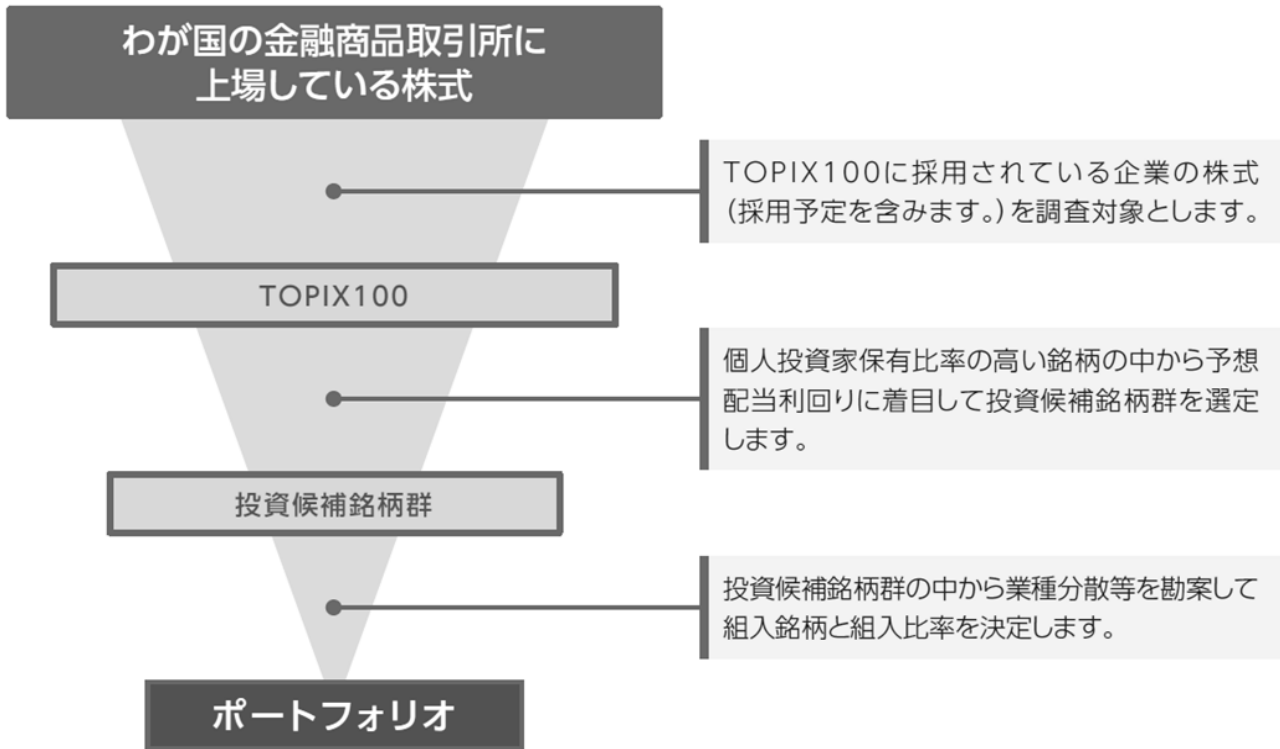 わが国の金融商品取引所に
上場している株式
TOPIX100に採用されている企業の株式
(採用予定を含みます。)を調査対象とします。
TOPIX100
個人投資家保有比率の高い銘柄の中から予想
配当利回りに着目して投資候補銘柄群を選定
します。
投資候補銘柄群
投資候補銘柄群の中から業種分散等を勘案して
組入銘柄と組入比率を決定します。
ポートフォリオ